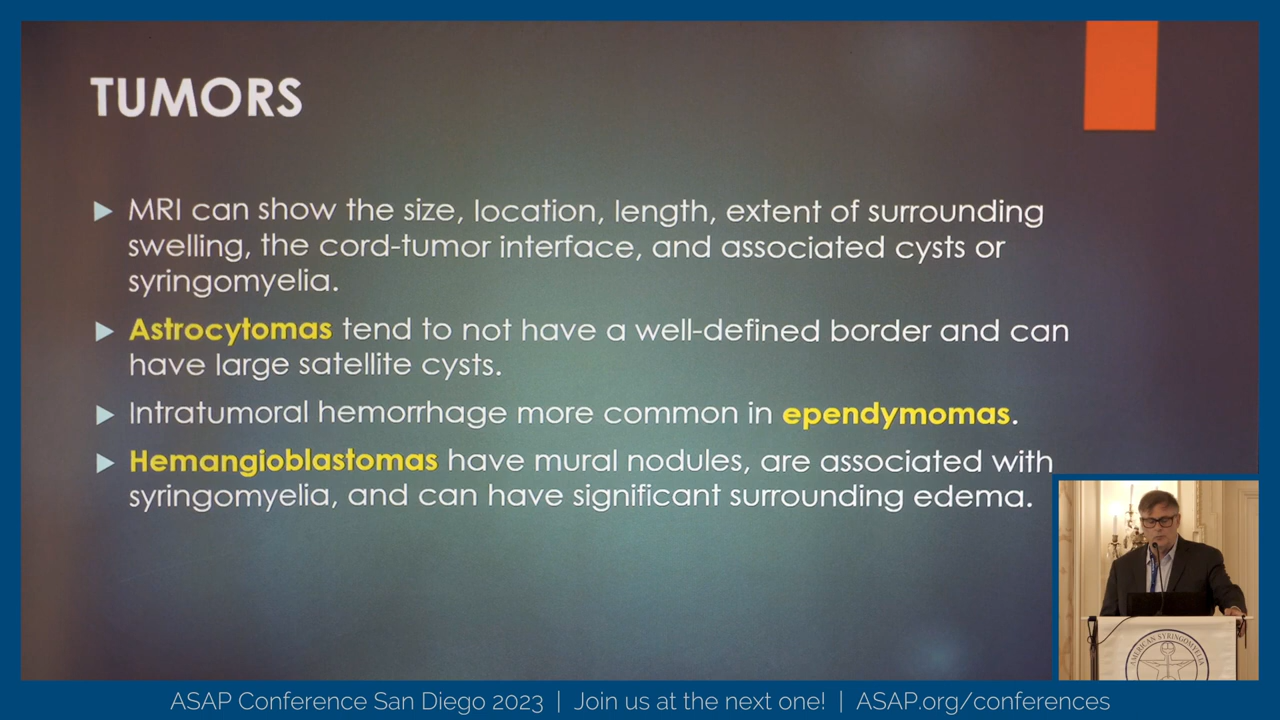 TUMORS
MRI can show the size, location, length, extent of surrounding
swelling, the cord-tumor interface, and associated cysts or
syringomyelia.
Astrocytomas tend to not have a well-defined border and can
have large satellite cysts.
Intratumoral hemorrhage more common in ependymomas.
Hemangioblastomas have mural nodules, are associated with
syringomyelia, and can have significant surrounding edema.
AMERICAN SYRINGOMYELIA
ASAP Conference San Diego 2023 | Join us at the next one! | ASAP.org/conferences